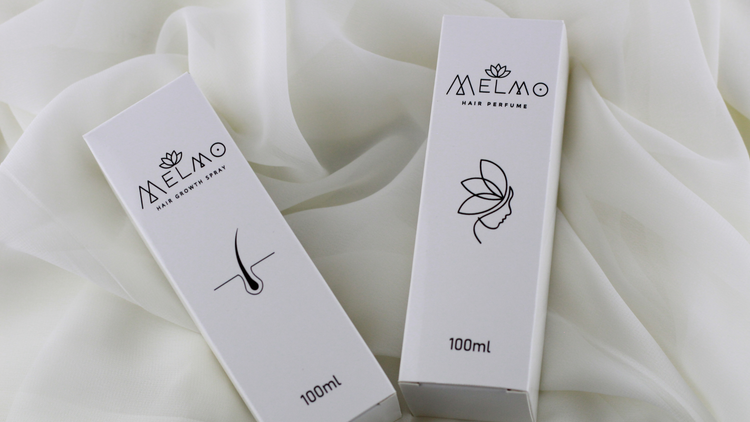 MELMO
HAIR GROWTH SPRAY
100ml
MELMO
HAIR PERFUME
100ml